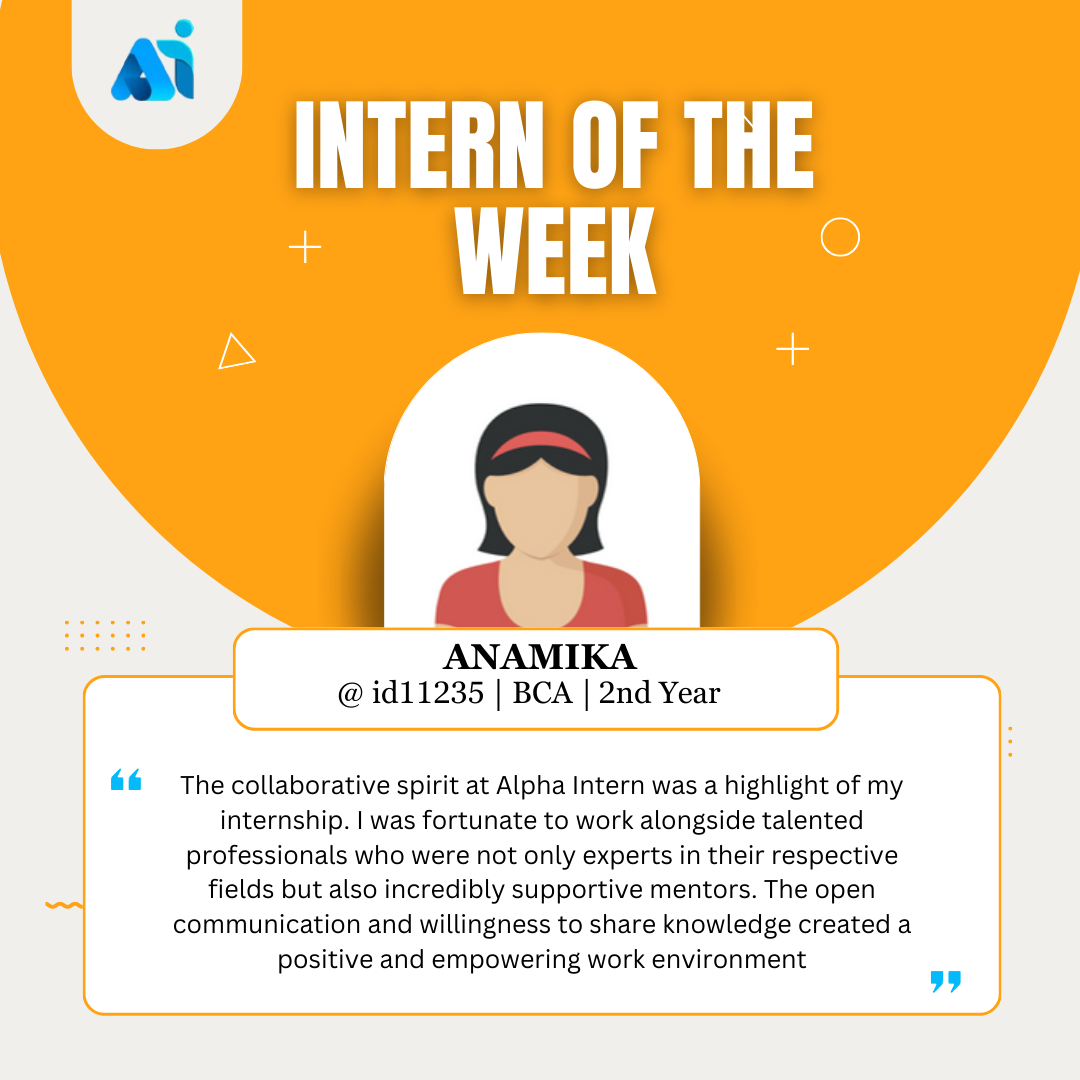 Ai
INTERN OF THE
WEEK
ANAMIKA
@ id11235 | BCA | 2nd Year
❝ The collaborative spirit at Alpha Intern was a highlight of my
internship. I was fortunate to work alongside talented
professionals who were not only experts in their respective
fields but also incredibly supportive mentors. The open
communication and willingness to share knowledge created a
positive and empowering work environment ❞